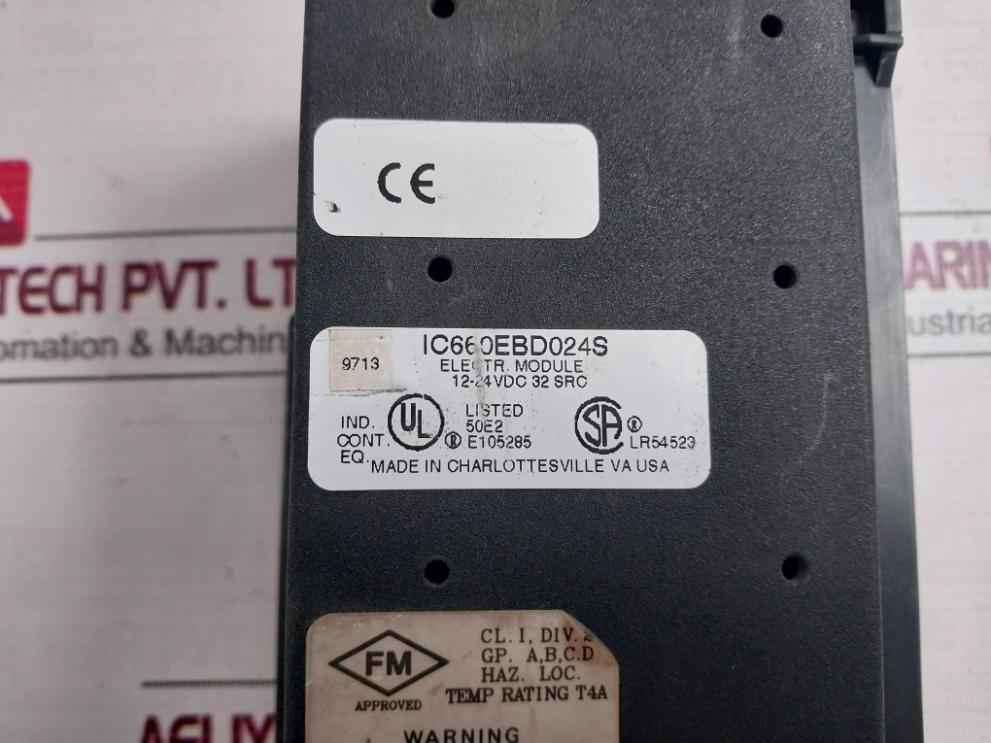 CE
9713
IC660EBD024S
ELECTR. MODULE
12-24VDC 32 SRC
IND.
CONT.
EQ.
UL
LISTED
50E2
® E105285
SA
®
LR54523
MADE IN CHARLOTTESVILLE VA USA
FM
APPROVED
CL. I, DIV.
GP. A,B,C,D
HAZ. LOC.
TEMP RATING T4A
WARNING
TECH PVT. LT
omation & Machin
ARIN
ustria